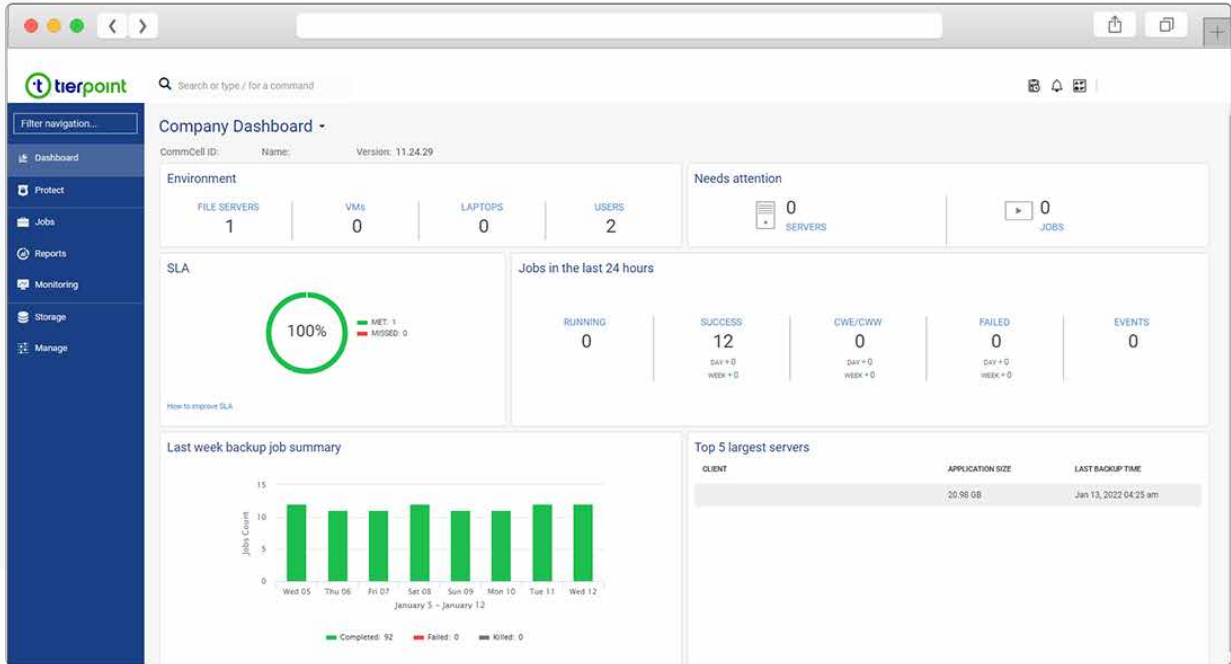 tierpoint
Search or type / for a command
Filter navigation...
Dashboard
Protect
Jobs
Reports
Monitoring
Storage
Manage
Company Dashboard
CommCell ID: Name: Version: 11.24.29
Environment
FILE SERVERS VMs LAPTOPS USERS
1 0 0 2
Needs attention
0 0
SERVERS JOBS
SLA
100%
MET: 1
MISSED: 0
How to improve SLA
Jobs in the last 24 hours
RUNNING SUCCESS CWE/CWW FAILED EVENTS
0 12 0 0 0
DAY + 0 DAY + 0 DAY + 0
WEEK + 0 WEEK + 0 WEEK + 0
Last week backup job summary
15
10
5
0
Jobs Count
Wed 05 Thu 06 Fri 07 Sat 08 Sun 09 Mon 10 Tue 11 Wed 12
January 5 - January 12
Completed: 92 Failed: 0 Killed: 0
Top 5 largest servers
CLIENT APPLICATION SIZE LAST BACKUP TIME
20.98 GB Jan 13, 2022 04:25 am